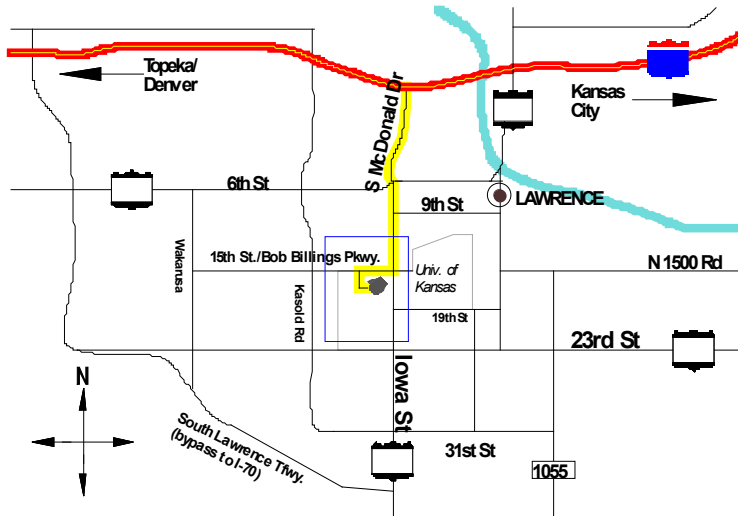 Topeka/
Denver
S McDonald Dr
Kansas
City
6th St
LAWRENCE
9th St
Wakarusa
15th St./Bob Billings Pkwy.
Univ. of
Kansas
N 1500 Rd
Kasold Rd
19th St
23rd St
N
Iowa St
South Lawrence Tfwy.
(bypass to I-70)
31st St
1055